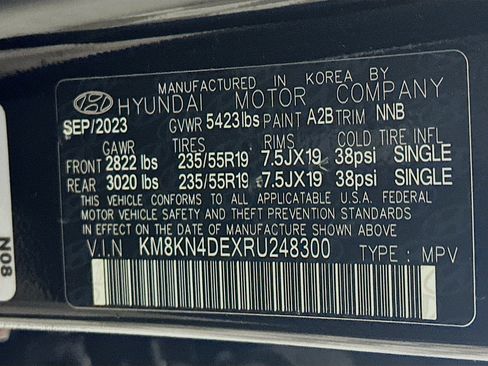 MANUFACTURED IN KOREA BY
HYUNDAI MOTOR COMPANY
SEP/2023 GVWR 5423lbs PAINT A2B TRIM NNB
GAWR TIRES RIMS COLD TIRE INFL
FRONT 2822 lbs 235/55R19 7.5JX19 38psi SINGLE
REAR 3020 lbs 235/55R19 7.5JX19 38psi SINGLE
THIS VEHICLE CONFORMS TO ALL APPLICATABLE U.S.A. FEDERAL
MOTOR VEHICLE SAFETY AND THEFT PREVENTION STANDARDS
IN EFFECT ON THE DATE OF MANUFACTURE SHOWN ABOVE.
V.I.N KM8KN4DEXRU248300 TYPE : MPV
N08